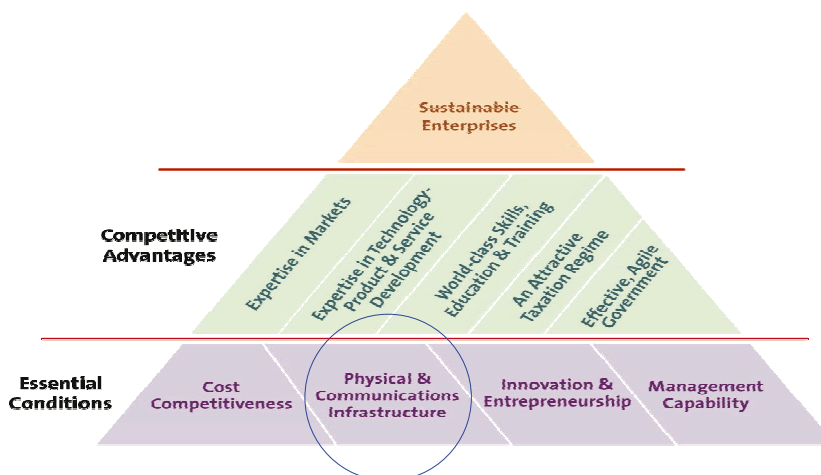 Sustainable
Enterprises
Competitive
Advantages
Expertise in Markets
Expertise in Technology-
Product & Service
Development
World-class Skills,
Education & Training
An Attractive
Taxation Regime
Effective, Agile
Government
Essential
Conditions
Cost
Competitiveness
Physical &
Communications
Infrastructure
Innovation &
Entrepreneurship
Management
Capability